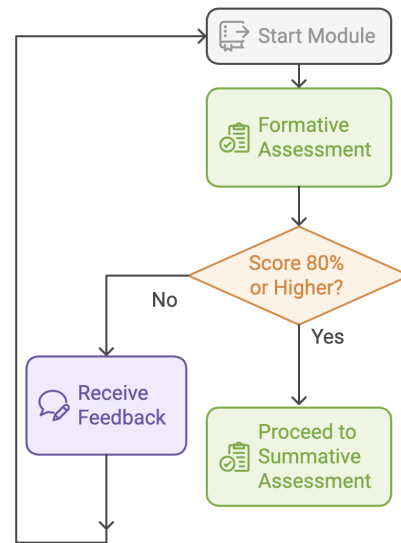 Start Module
Formative
Assessment
Score 80%
or Higher?
No
Yes
Receive
Feedback
Proceed to
Summative
Assessment